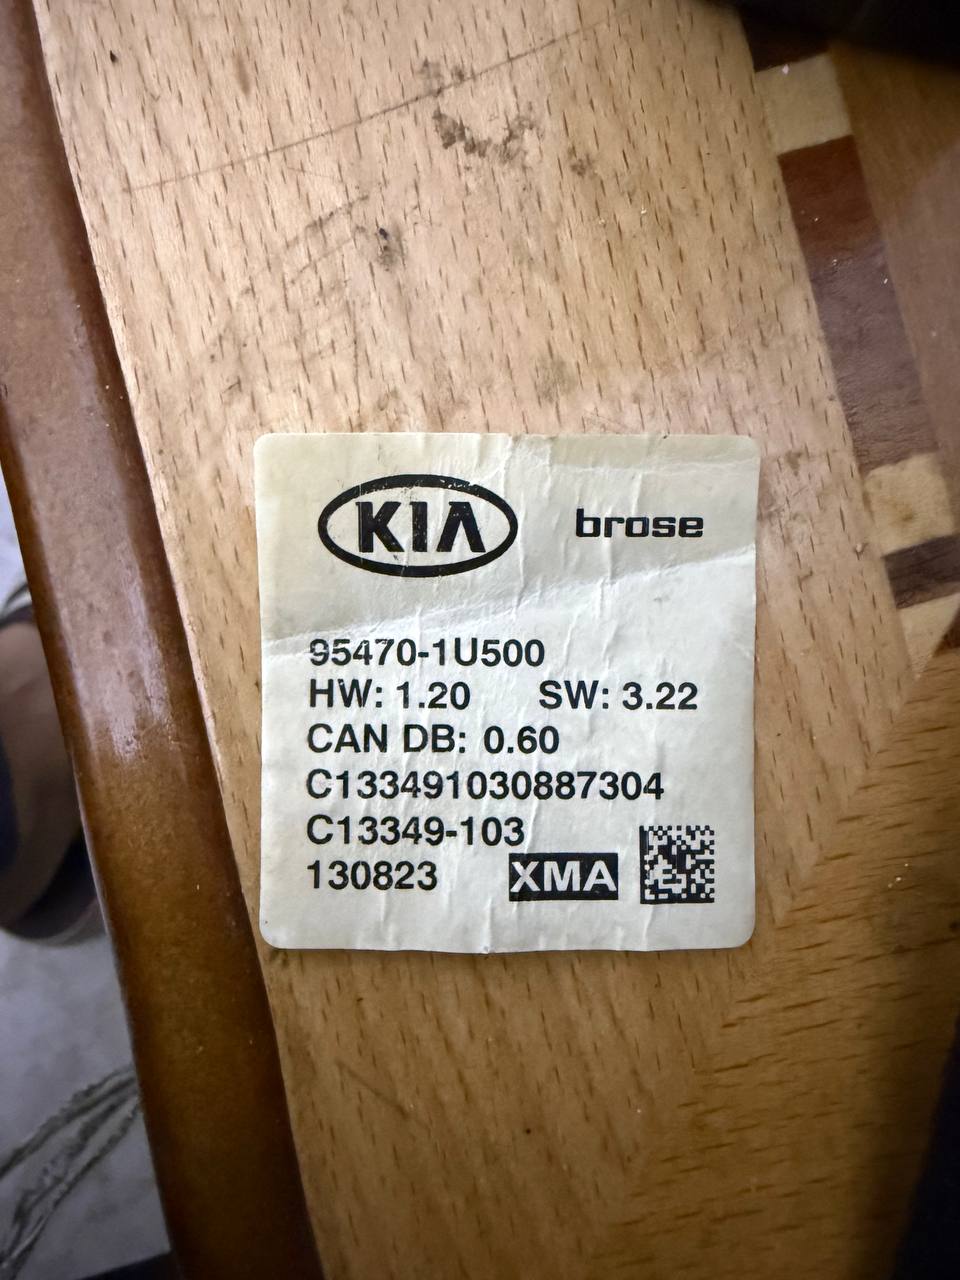 KIA brose
95470-1U500
HW: 1.20 SW: 3.22
CAN DB: 0.60
C133491030887304
C13349-103
130823 XMA